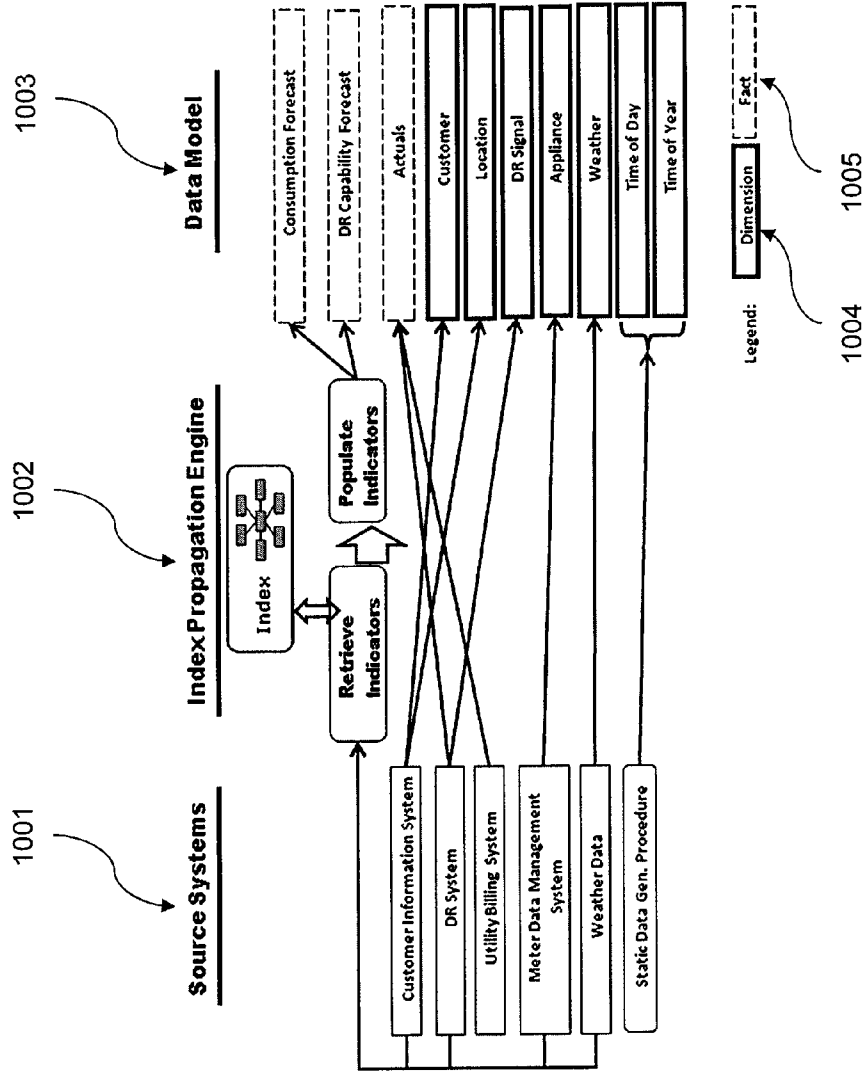 1001
1002
1003
Source Systems
Index Propagation Engine
Data Model
Index
Retrieve
Indicators
Populate
Indicators
Customer Information System
DR System
Utility Billing System
Meter Data Management
System
Weather Data
Static Data Gen. Procedure
Consumption Forecast
DR Capability Forecast
Actuals
Customer
Location
DR Signal
Appliance
Weather
Time of Day
Time of Year
Legend:
Dimension
Fact
1004
1005